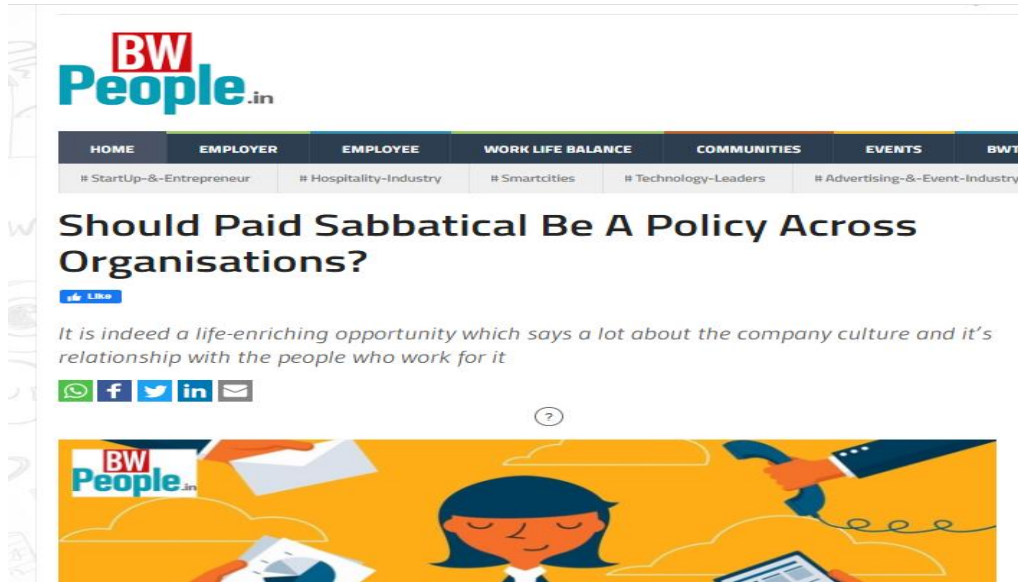 BW
People.in
HOME EMPLOYER EMPLOYEE WORK LIFE BALANCE COMMUNITIES EVENTS BWT
# StartUp-&-Entrepreneur # Hospitality-Industry # Smartcities # Technology-Leaders # Advertising-&-Event-Industry
Should Paid Sabbatical Be A Policy Across
Organisations?
Like
It is indeed a life-enriching opportunity which says a lot about the company culture and it's
relationship with the people who work for it
?
BW
People.in